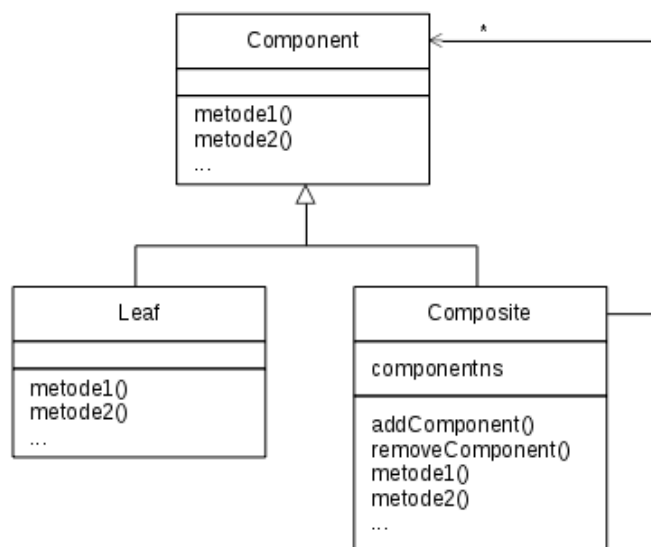 Component
*
metode1()
metode2()
...
Leaf
metode1()
metode2()
...
Composite
componentns
addComponent()
removeComponent()
metode1()
metode2()
...